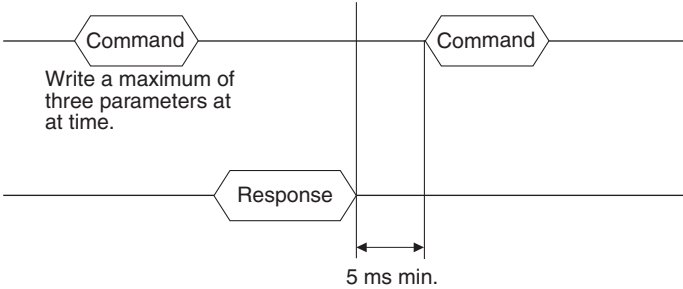 Command
Command
Write a maximum of
three parameters at
at time.
Response
5 ms min.